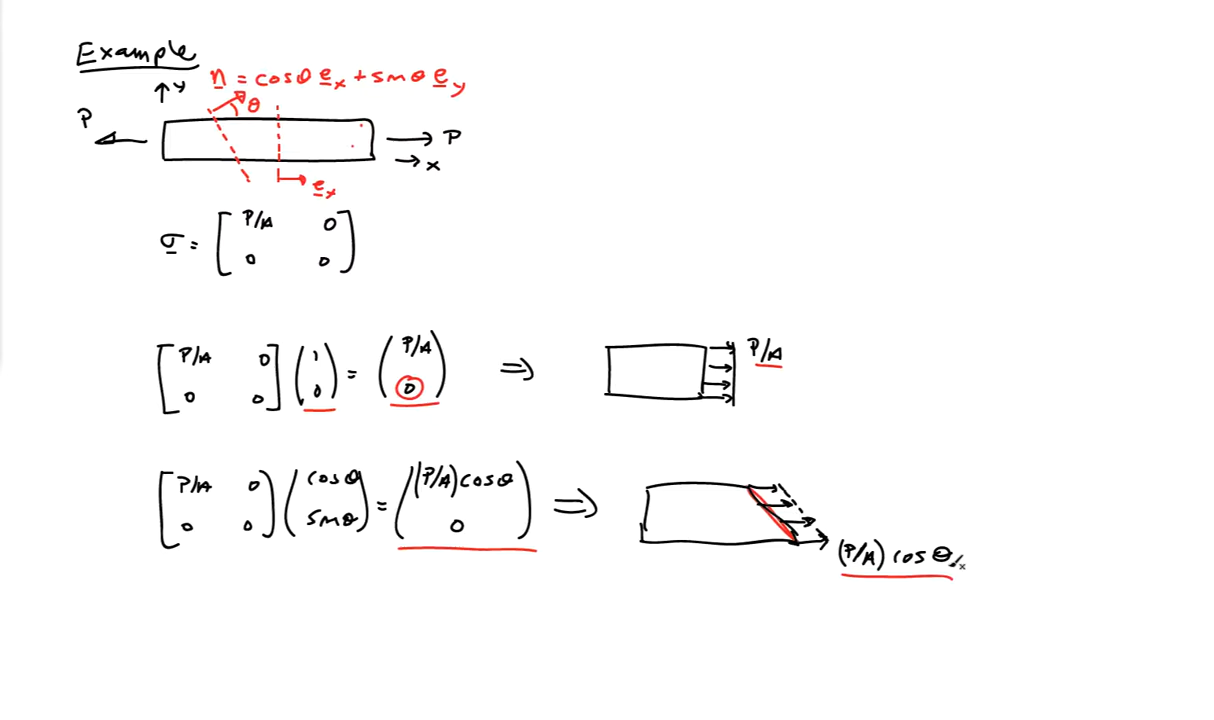 Example
n = cosθ e_x + sinθ e_y
y
θ
P
P
x
e_x
σ = [P/A 0
0 0]
[P/A 0 (1 = (P/A ⇒ P/A
0 0] 0) 0)
[P/A 0 (cosθ = ((P/A)cosθ ⇒
0 0] sinθ) 0)
(P/A) cosθ